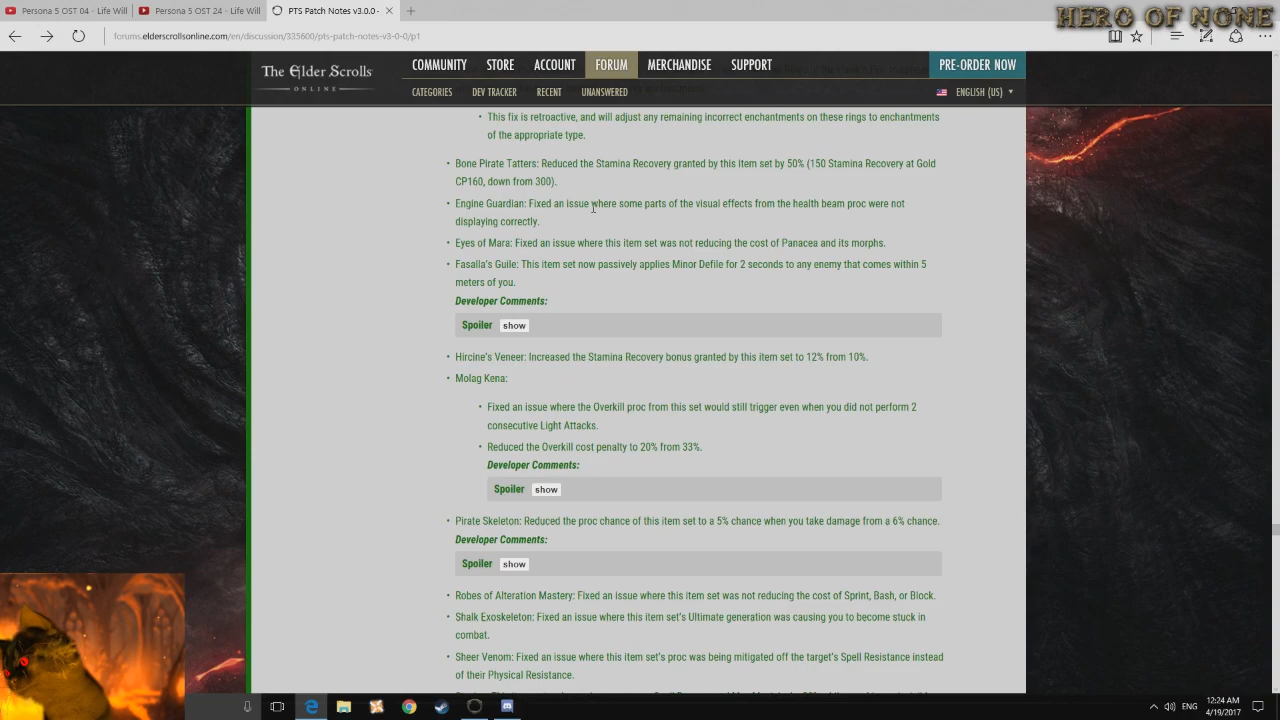 Persona 5 OST 04 - Life Will
Persona 5 OST 24 - Life Will
PTS Patch Notes v3.0.0 -
HERO OF NONE
forums.elderscrollsonline.com/en/discussion/335600/pts-patch-notes-v3-0-0/p1
The Elder Scrolls
ONLINE
COMMUNITY STORE ACCOUNT FORUM MERCHANDISE SUPPORT PRE-ORDER NOW
CATEGORIES DEV TRACKER RECENT UNANSWERED ENGLISH (US)
This fix is retroactive, and will adjust any remaining incorrect enchantments on these rings to enchantments
of the appropriate type.
Bone Pirate Tatters: Reduced the Stamina Recovery granted by this item set by 50% (150 Stamina Recovery at Gold
CP160, down from 300).
Engine Guardian: Fixed an issue where some parts of the visual effects from the health beam proc were not
displaying correctly.
Eyes of Mara: Fixed an issue where this item set was not reducing the cost of Panacea and its morphs.
Fasalla's Guile: This item set now passively applies Minor Defile for 2 seconds to any enemy that comes within 5
meters of you.
Developer Comments:
Spoiler show
Hircine's Veneer: Increased the Stamina Recovery bonus granted by this item set to 12% from 10%.
Molag Kena:
Fixed an issue where the Overkill proc from this set would still trigger even when you did not perform 2
consecutive Light Attacks.
Reduced the Overkill cost penalty to 20% from 33%.
Developer Comments:
Spoiler show
Pirate Skeleton: Reduced the proc chance of this item set to a 5% chance when you take damage from a 6% chance.
Developer Comments:
Spoiler show
Robes of Alteration Mastery: Fixed an issue where this item set was not reducing the cost of Sprint, Bash, or Block.
Shalk Exoskeleton: Fixed an issue where this item set's Ultimate generation was causing you to become stuck in
combat.
Sheer Venom: Fixed an issue where this item set's proc was being mitigated off the target's Spell Resistance instead
of their Physical Resistance.
ENG
12:24 AM
4/19/2017